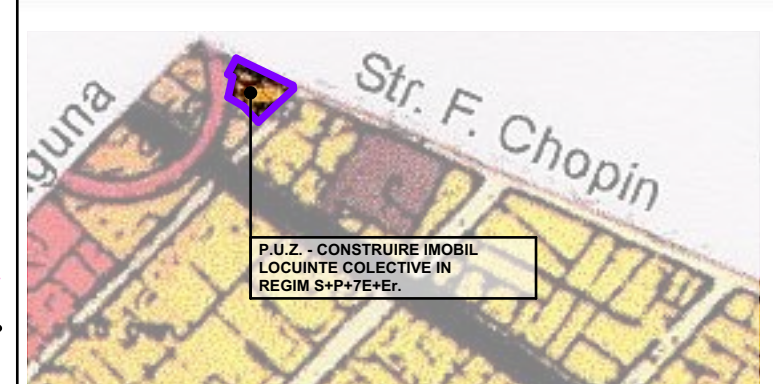 Str. F. Chopin
guna
P.U.Z. - CONSTRUIRE IMOBIL
LOCUINTE COLECTIVE IN
REGIM S+P+7E+Er.